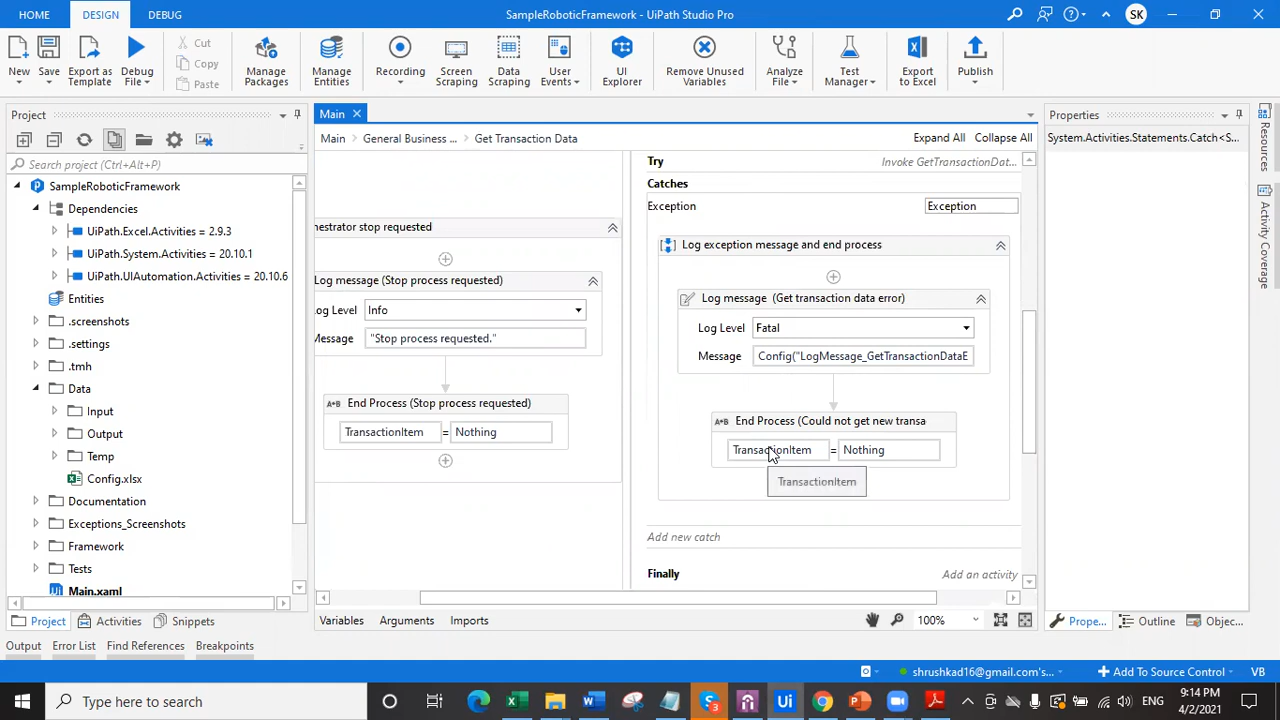 HOME
DESIGN
DEBUG
SampleRoboticFramework - UiPath Studio Pro
SK
New
Save
Export as Template
Debug File
Cut
Copy
Paste
Manage Packages
Manage Entities
Recording
Screen Scraping
Data Scraping
User Events
UI Explorer
Remove Unused Variables
Analyze File
Test Manager
Export to Excel
Publish
Project
Search project (Ctrl+Alt+P)
SampleRoboticFramework
Dependencies
UiPath.Excel.Activities = 2.9.3
UiPath.System.Activities = 20.10.1
UiPath.UIAutomation.Activities = 20.10.6
Entities
.screenshots
.settings
.tmh
Data
Input
Output
Temp
Config.xlsx
Documentation
Exceptions_Screenshots
Framework
Tests
Main.xaml
Project
Activities
Snippets
Main
Main
General Business ...
Get Transaction Data
Expand All
Collapse All
hestrator stop requested
Log message (Stop process requested)
og Level
Info
Message
"Stop process requested."
End Process (Stop process requested)
TransactionItem
=
Nothing
Try
Invoke GetTransactionDat...
Catches
Exception
Exception
Log exception message and end process
Log message (Get transaction data error)
Log Level
Fatal
Message
Config("LogMessage_GetTransactionDataE
End Process (Could not get new transa
TransactionItem
=
Nothing
TransactionItem
Add new catch
Finally
Add an activity
Variables
Arguments
Imports
100%
Properties
System.Activities.Statements.Catch<S...
Resources
Activity Coverage
Prope...
Outline
Objec...
Output
Error List
Find References
Breakpoints
shrushkad16@gmail.com's...
Add To Source Control
VB
Type here to search
ENG
9:14 PM
4/2/2021